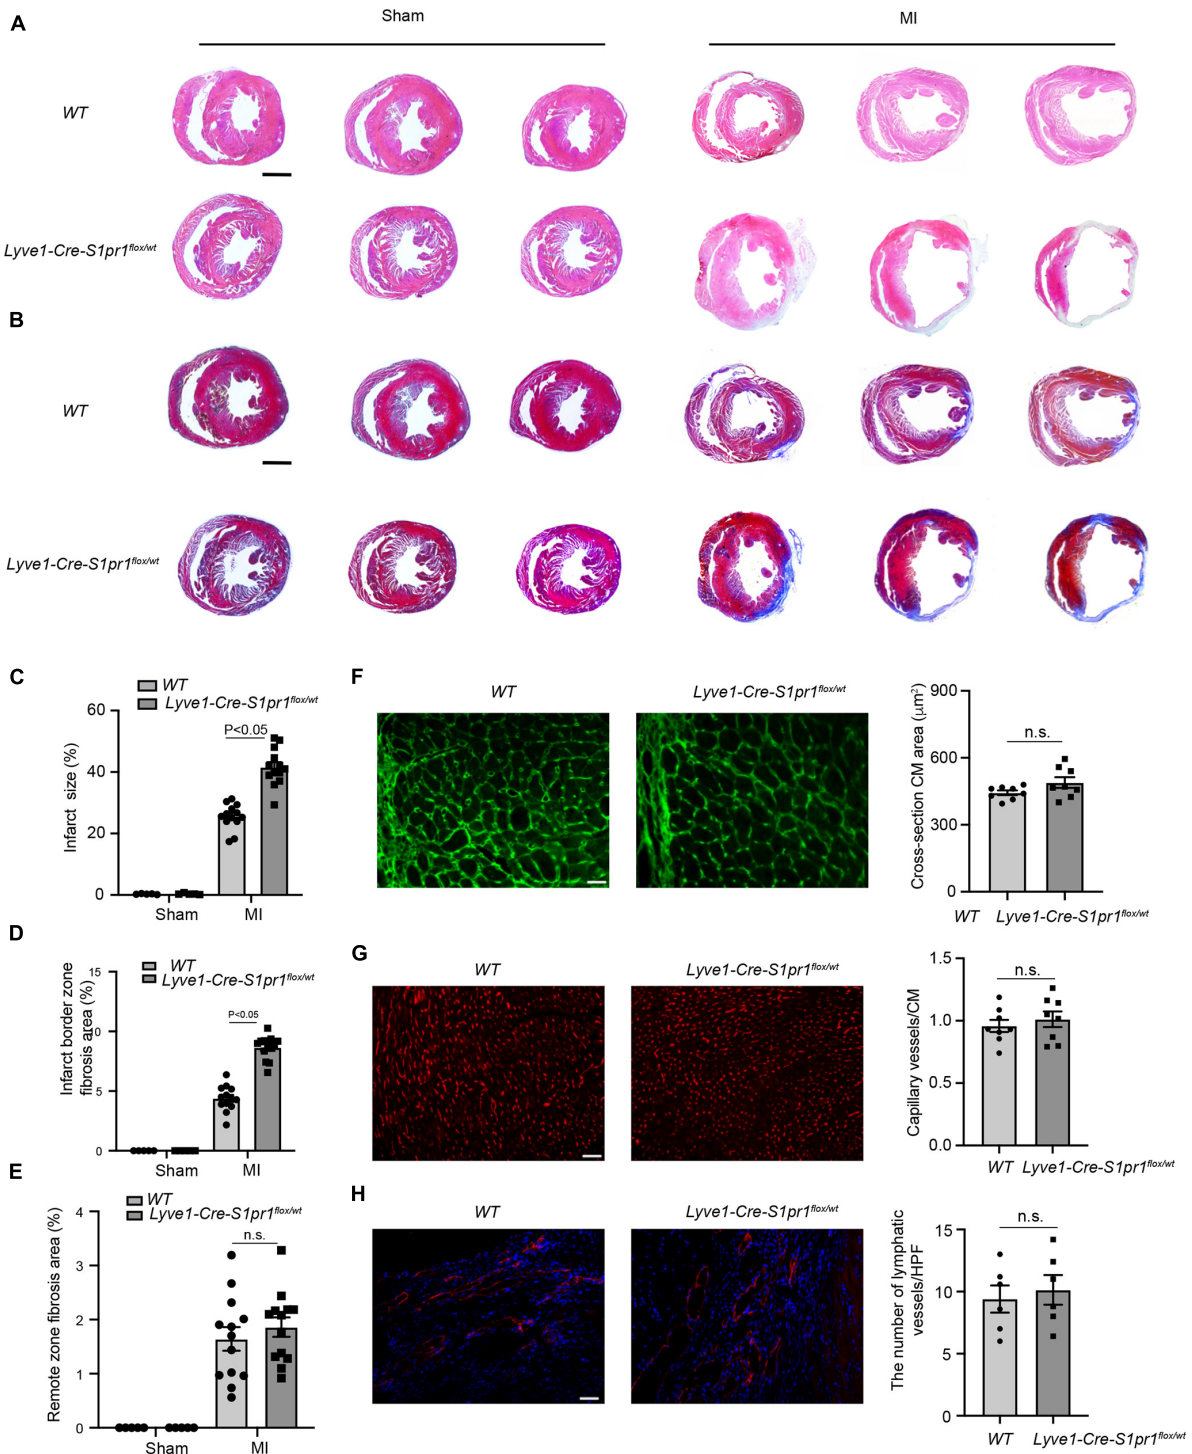 A
Sham
MI
WT
Lyve1-Cre-S1pr1flox/wt
B
WT
Lyve1-Cre-S1pr1flox/wt
C
WT
Lyve1-Cre-S1pr1flox/wt
Infarct size (%)
60
40
20
0
P<0.05
Sham
MI
D
WT
Lyve1-Cre-S1pr1flox/wt
Infarct border zone
fibrosis area (%)
15
10
5
0
P<0.05
Sham
MI
E
WT
Lyve1-Cre-S1pr1flox/wt
Remote zone fibrosis area (%)
4
3
2
1
0
n.s.
Sham
MI
F
WT
Lyve1-Cre-S1pr1flox/wt
Cross-section CM area (µm²)
900
600
300
0
n.s.
WT
Lyve1-Cre-S1pr1flox/wt
G
WT
Lyve1-Cre-S1pr1flox/wt
Capillary vessels/CM
1.5
1.0
0.5
0.0
n.s.
WT
Lyve1-Cre-S1pr1flox/wt
H
WT
Lyve1-Cre-S1pr1flox/wt
The number of lymphatic
vessels/HPF
15
10
5
0
n.s.
WT
Lyve1-Cre-S1pr1flox/wt